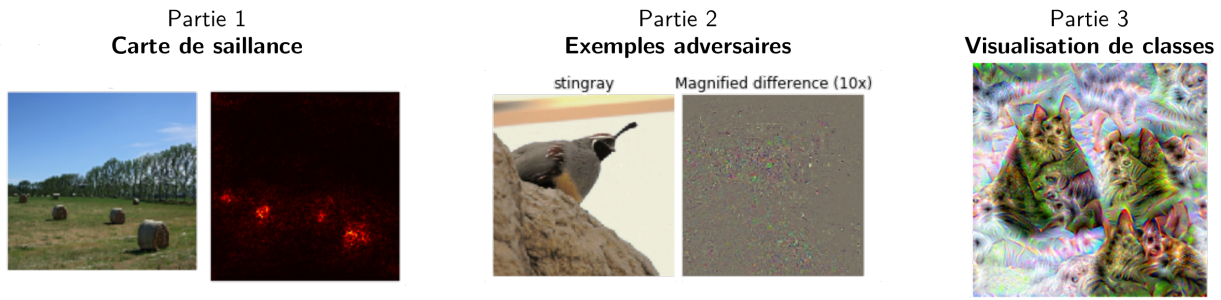 Partie 1
Carte de saillance
Partie 2
Exemples adversaires
stingray
Magnified difference (10x)
Partie 3
Visualisation de classes